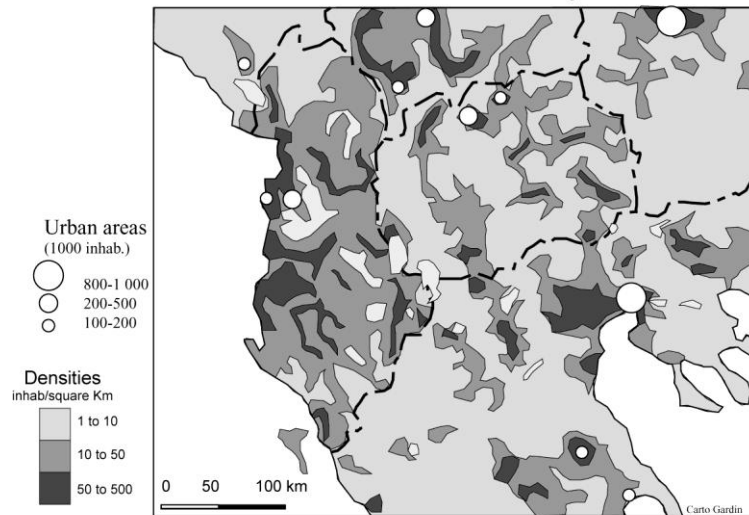 Urban areas
(1000 inhab.)
800-1 000
200-500
100-200
Densities
inhab/square Km
1 to 10
10 to 50
50 to 500
0 50 100 km
Carto Gardin